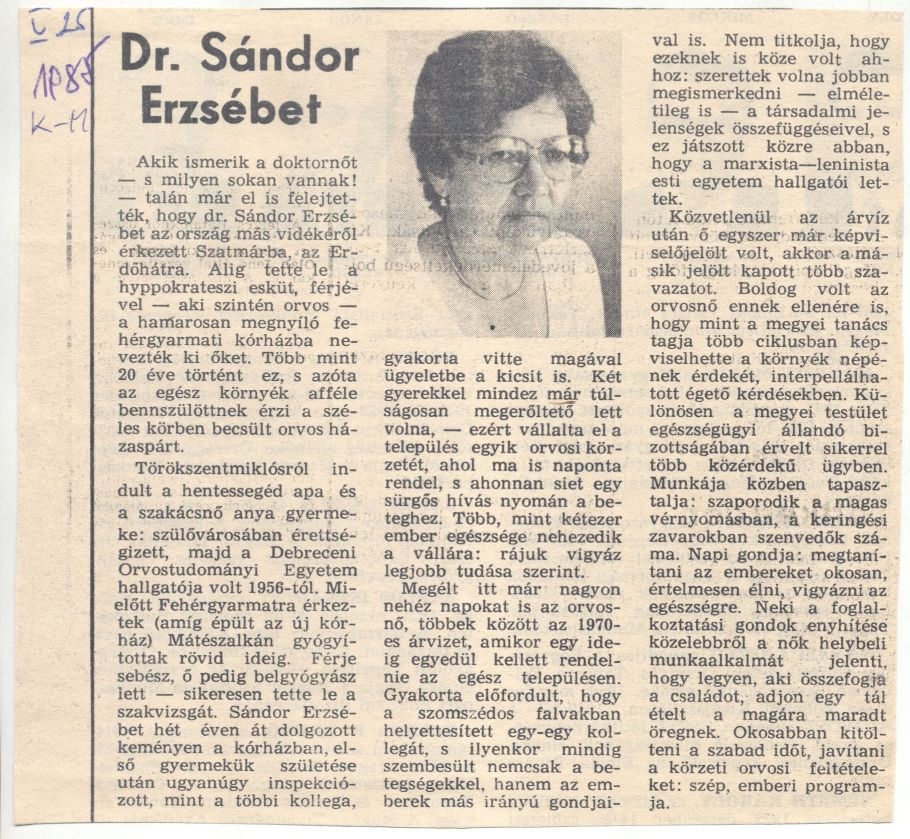 V 25
1985
K-M
Dr. Sándor
Erzsébet
Akik ismerik a doktornőt
— s milyen sokan vannak!
— talán már el is felejtet-
ték, hogy dr. Sándor Erzsé-
bet az ország más vidékéről
érkezett Szatmárba, az Er-
dőhátra. Alig tette le a
hyppokrateszi esküt, férjé-
vel — aki szintén orvos —
a hamarosan megnyíló fe-
hérgyarmati kórházba ne-
vezték ki őket. Több mint
20 éve történt ez, s azóta
az egész környék afféle
bennszülöttnek érzi a szé-
les körben becsült orvos há-
zaspárt.
Törökszentmiklósról in-
dult a hentessegéd apa és
a szakácsnő anya gyerme-
ke: szülővárosában érettsé-
gizett, majd a Debreceni
Orvostudományi Egyetem
hallgatója volt 1956-tól. Mi-
előtt Fehérgyarmatra érkez-
tek (amíg épült az új kór-
ház) Mátészalkán gyógyí-
tottak rövid ideig. Férje
sebész, ő pedig belgyógyász
lett — sikeresen tette le a
szakvizsgát. Sándor Erzsé-
bet hét éven át dolgozott
keményen a kórházban, el-
ső gyermekük születése
után ugyanúgy inspekció-
zott, mint a többi kollega,
gyakorta vitte magával
ügyeletbe a kicsit is. Két
gyerekkel mindez már túl-
ságosan megerőltető lett
volna, — ezért vállalta el a
település egyik orvosi kör-
zetét, ahol ma is naponta
rendel, s ahonnan siet egy
sürgős hívás nyomán a be-
teghez. Több, mint kétezer
ember egészsége nehezedik
a vállára: rájuk vigyáz
legjobb tudása szerint.
Megélt itt már nagyon
nehéz napokat is az orvos-
nő, többek között az 1970-
es árvizet, amikor egy ide-
ig egyedül kellett rendel-
nie az egész településen.
Gyakorta előfordult, hogy
a szomszédos falvakban
helyettesített egy-egy kol-
legát, s ilyenkor mindig
szembesült nemcsak a be-
tegségekkel, hanem az em-
berek más irányú gondjai-
val is. Nem titkolja, hogy
ezeknek is köze volt ah-
hoz: szerettek volna jobban
megismerkedni — elméle-
tileg is — a társadalmi je-
lenségek összefüggéseivel, s
ez játszott közre abban,
hogy a marxista—leninista
esti egyetem hallgatói let-
tek.
Közvetlenül az árvíz
után ő egyszer már képvi-
selőjelölt volt, akkor a má-
sik jelölt kapott több sza-
vazatot. Boldog volt az
orvosnő ennek ellenére is,
hogy mint a megyei tanács
tagja több ciklusban kép-
viselhette a környék népé-
nek érdekét, interpellálha-
tott égető kérdésekben. Kü-
lönösen a megyei testület
egészségügyi állandó bi-
zottságában érvelt sikerrel
több közérdekű ügyben.
Munkája közben tapasz-
talja: szaporodik a magas
vérnyomásban, a keringési
zavarokban szenvedők szá-
ma. Napi gondja: megtaní-
tani az embereket okosan,
értelmesen élni, vigyázni az
egészségre. Neki a foglal-
koztatási gondok enyhítése
közelebbről a nők helybeli
munkaalkalmát jelenti,
hogy legyen, aki összefogja
a családot, adjon egy tál
ételt a magára maradt
öregnek. Okosabban kitöl-
teni a szabad időt, javítani
a körzeti orvosi feltétele-
ket: szép, emberi program-
ja.